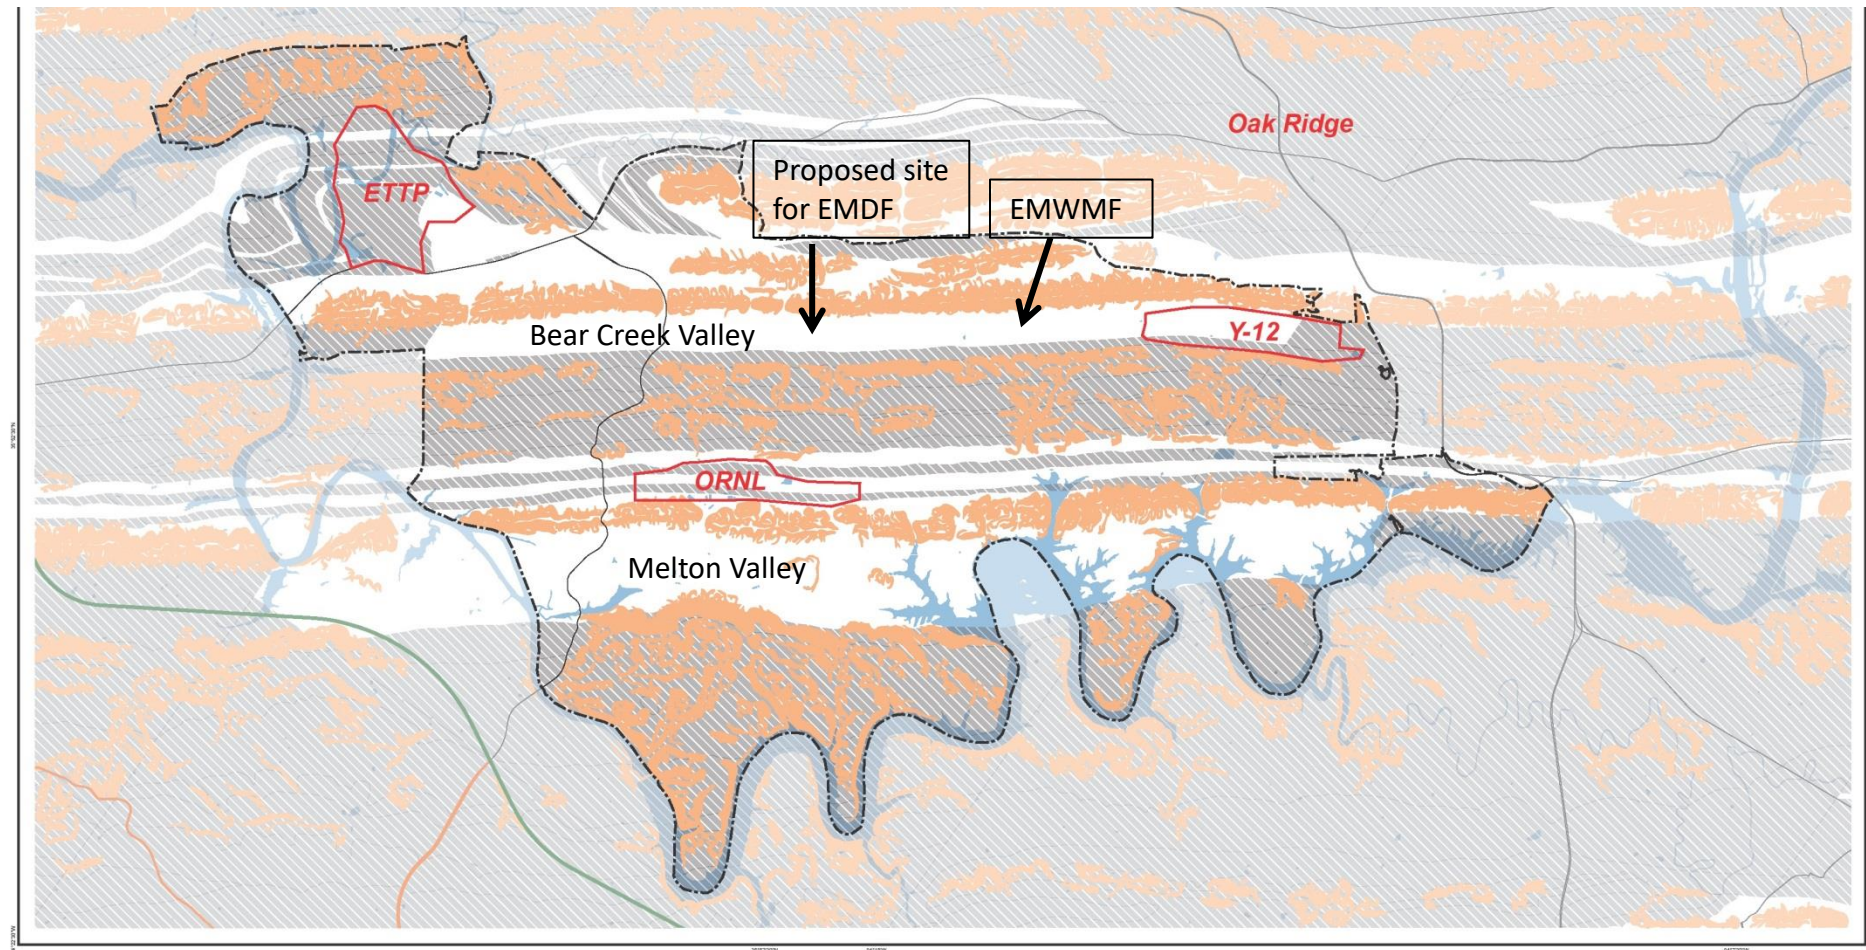 Oak Ridge
Proposed site
for EMDF
EMWMF
ETTP
Bear Creek Valley
Y-12
ORNL
Melton Valley